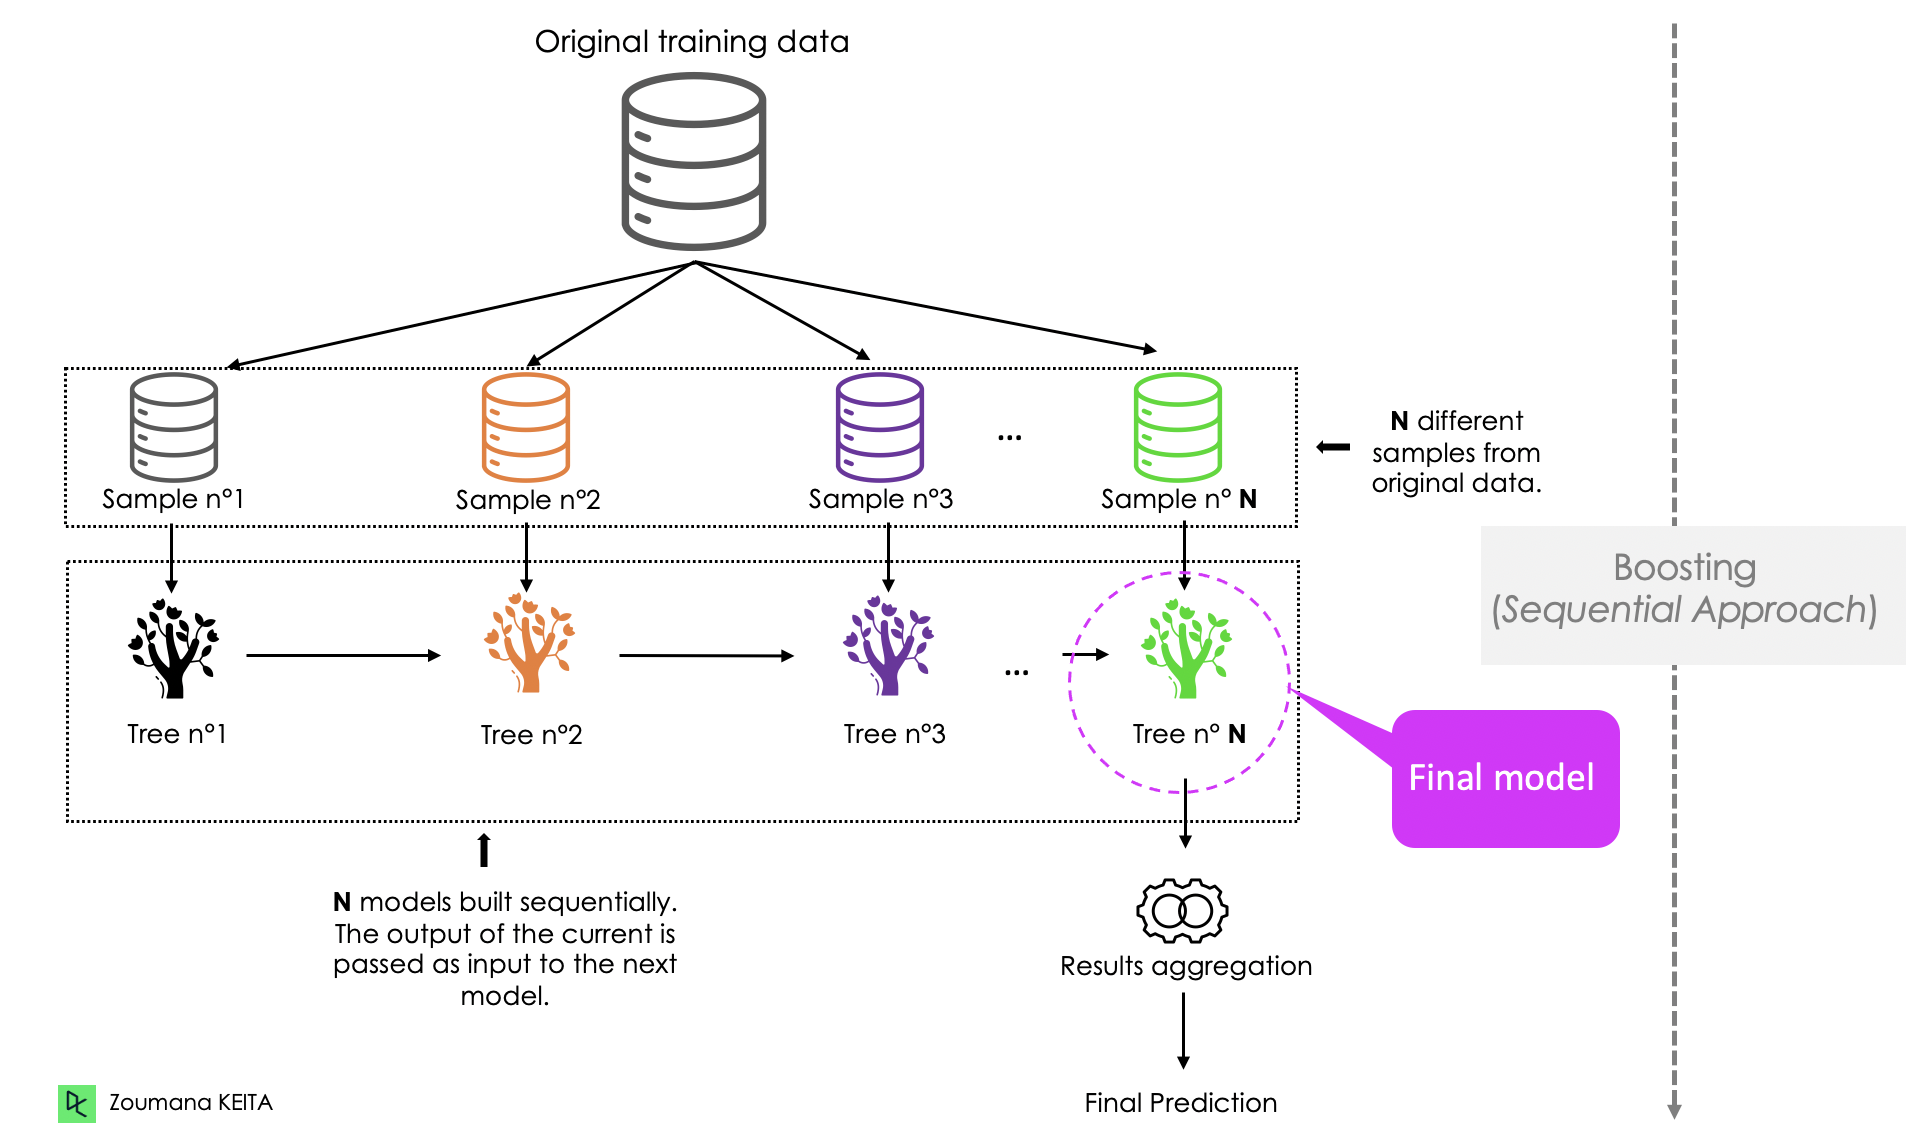 Original training data
Sample n°1
Sample n°2
Sample n°3
...
Sample n° N
N different
samples from
original data.
Boosting
(Sequential Approach)
Tree n°1
Tree n°2
Tree n°3
...
Tree n° N
Final model
N models built sequentially.
The output of the current is
passed as input to the next
model.
Results aggregation
Final Prediction
Zoumana KEITA